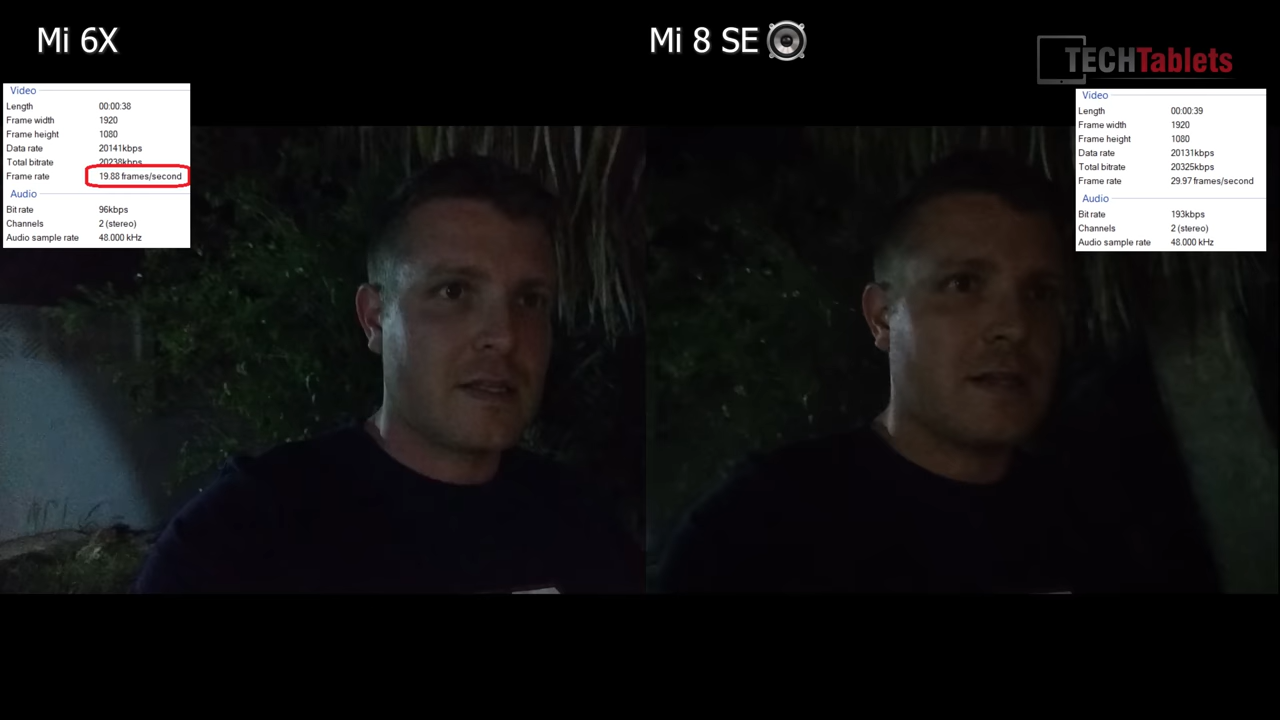 Mi 6X
Mi 8 SE
TECHTablets
Video
Length 00:00:38
Frame width 1920
Frame height 1080
Data rate 20141kbps
Total bitrate 20238kbps
Frame rate 19.88 frames/second
Audio
Bit rate 96kbps
Channels 2 (stereo)
Audio sample rate 48.000 kHz
Video
Length 00:00:39
Frame width 1920
Frame height 1080
Data rate 20131kbps
Total bitrate 20325kbps
Frame rate 29.97 frames/second
Audio
Bit rate 193kbps
Channels 2 (stereo)
Audio sample rate 48.000 kHz